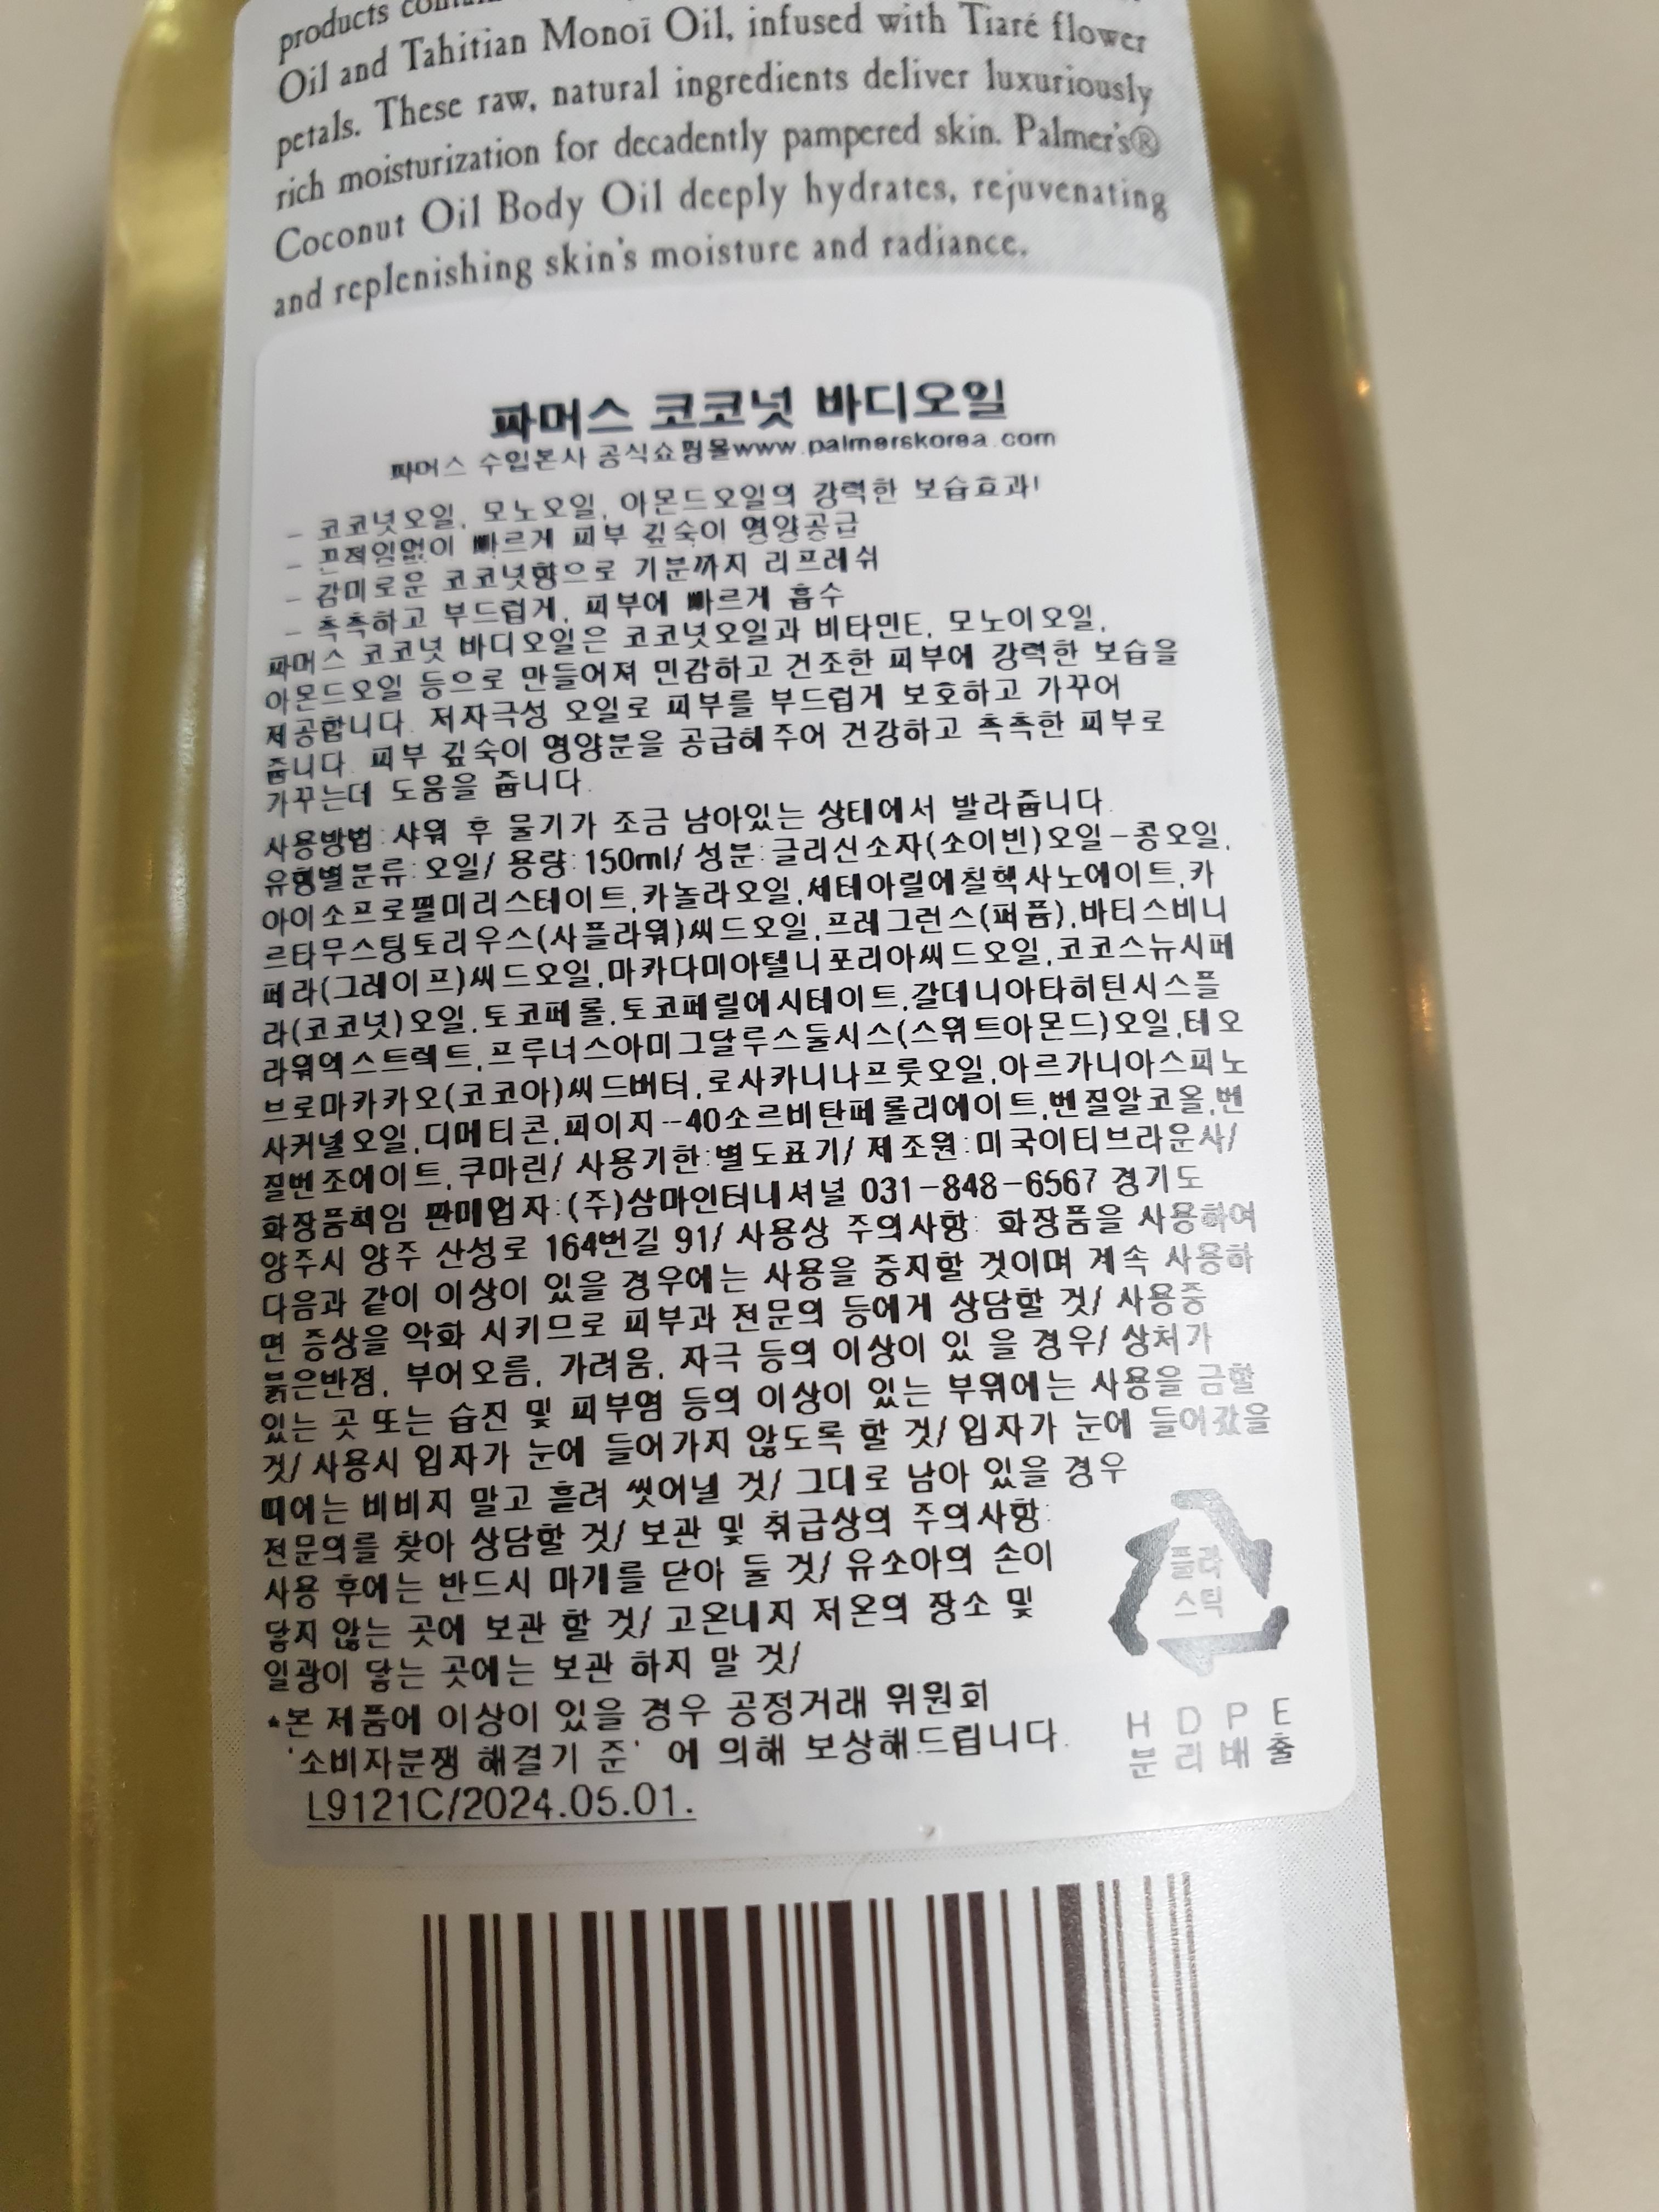 products
Oil and Tahitian Monoï Oil, infused with Tiaré flower
petals. These raw, natural ingredients deliver luxuriously
rich moisturization for decadently pampered skin. Palmer's®
Coconut Oil Body Oil deeply hydrates, rejuvenating
and replenishing skin's moisture and radiance.
파머스 코코넛 바디오일
파머스 수입본사 공식쇼핑몰www.palmerskorea.com
- 코코넛오일, 모노오일, 아몬드오일의 강력한 보습효과!
- 끈적임없이 빠르게 피부 깊숙이 영양공급
- 감미로운 코코넛향으로 기분까지 리프레쉬
- 촉촉하고 부드럽게, 피부에 빠르게 흡수
파머스 코코넛 바디오일은 코코넛오일과 비타민E, 모노이오일,
아몬드오일 등으로 만들어져 민감하고 건조한 피부에 강력한 보습을
제공합니다. 저자극성 오일로 피부를 부드럽게 보호하고 가꾸어
줍니다. 피부 깊숙이 영양분을 공급해주어 건강하고 촉촉한 피부로
가꾸는데 도움을 줍니다.
사용방법:샤워 후 물기가 조금 남아있는 상태에서 발라줍니다.
유형별분류:오일/ 용량:150ml/ 성분:글리신소자(소이빈)오일-콩오일,
아이소프로필미리스테이트,카놀라오일,세테아릴에칠헥사노에이트,카
르타무스팅토리우스(사플라워)씨드오일,프레그런스(퍼퓸),바티스비니
페라(그레이프)씨드오일,마카다미아텔니포리아씨드오일,코코스뉴시페
라(코코넛)오일,토코페롤,토코페릴에시테이트,갈데니아타히틴시스플
라워엑스트렉트,프루너스아미그달루스둘시스(스위트아몬드)오일,테오
브로마카카오(코코아)씨드버터,로사카니나프룻오일,아르가니아스피노
사커널오일,디메티콘,피이지-40소르비탄페롤리에이트,벤질알코올,벤
질벤조에이트,쿠마린/ 사용기한:별도표기/ 제조원:미국이티브라운사/
화장품책임 판매업자:(주)삼마인터내셔널 031-848-6567 경기도
양주시 양주 산성로 164번길 91/ 사용상 주의사항: 화장품을 사용하여
다음과 같이 이상이 있을 경우에는 사용을 중지할 것이며 계속 사용하
면 증상을 악화 시키므로 피부과 전문의 등에게 상담할 것/ 사용중
붉은반점, 부어오름, 가려움, 자극 등의 이상이 있 을 경우/ 상처가
있는 곳 또는 습진 및 피부염 등의 이상이 있는 부위에는 사용을 금할
것/ 사용시 입자가 눈에 들어가지 않도록 할 것/ 입자가 눈에 들어갔을
때에는 비비지 말고 흘려 씻어낼 것/ 그대로 남아 있을 경우
전문의를 찾아 상담할 것/ 보관 및 취급상의 주의사항:
사용 후에는 반드시 마개를 닫아 둘 것/ 유소아의 손이
닿지 않는 곳에 보관 할 것/ 고온내지 저온의 장소 및
일광이 닿는 곳에는 보관 하지 말 것/
*본 제품에 이상이 있을 경우 공정거래 위원회
'소비자분쟁 해결기 준' 에 의해 보상해드립니다.
L9121C/2024.05.01.
플라
스틱
HDPE
분리배출